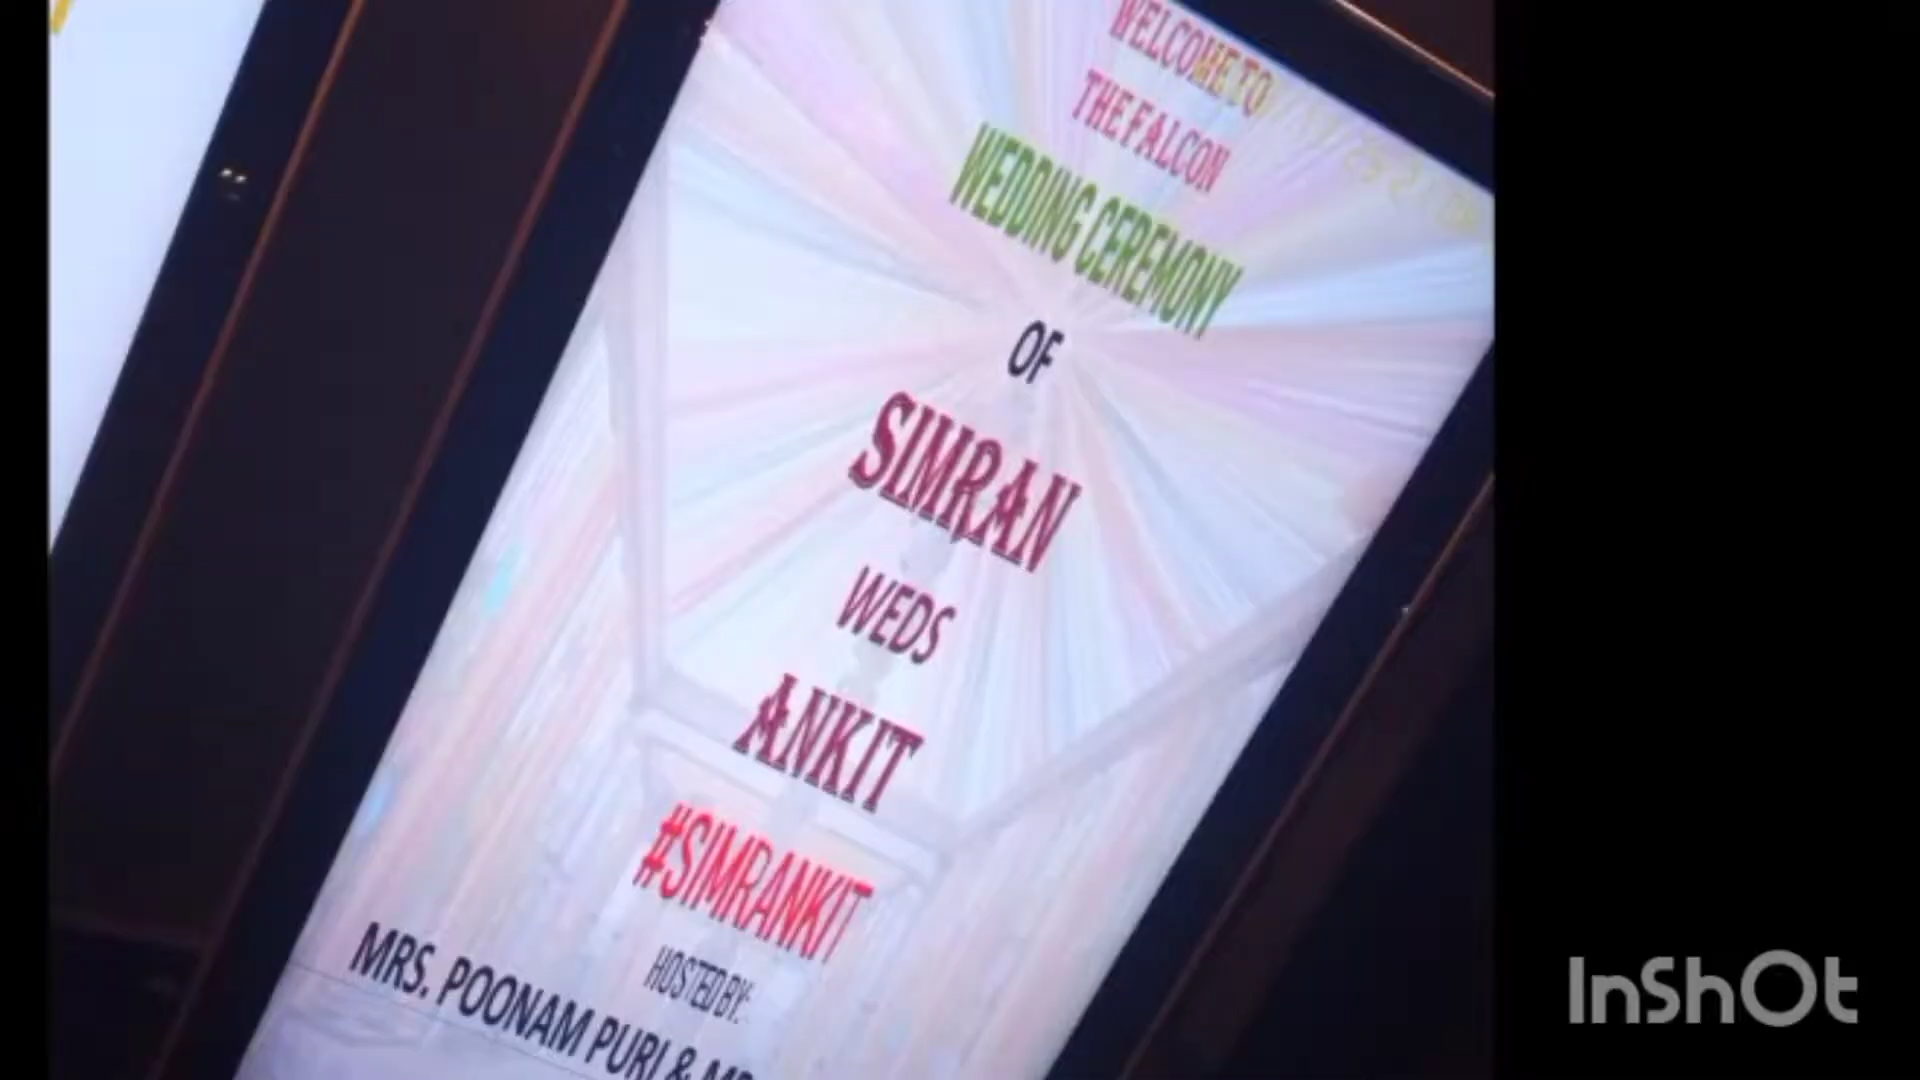 WELCOME TO
THE FALCON
WEDDING CEREMONY
OF
SIMRAN
WEDS
ANKIT
#SIMRANKIT
HOSTED BY:
MRS. POONAM PURI &
InShOt